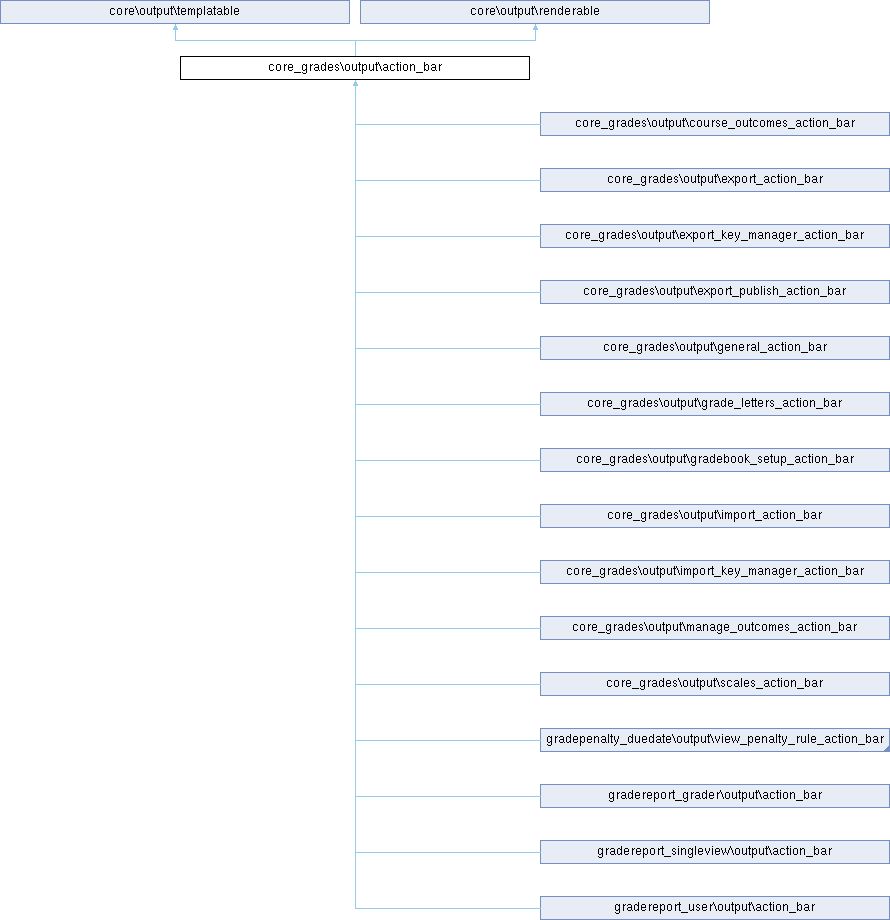 core\output\templatable
core\output\renderable
core_grades\output\action_bar
core_grades\output\course_outcomes_action_bar
core_grades\output\export_action_bar
core_grades\output\export_key_manager_action_bar
core_grades\output\export_publish_action_bar
core_grades\output\general_action_bar
core_grades\output\grade_letters_action_bar
core_grades\output\gradebook_setup_action_bar
core_grades\output\import_action_bar
core_grades\output\import_key_manager_action_bar
core_grades\output\manage_outcomes_action_bar
core_grades\output\scales_action_bar
gradepenalty_duedate\output\view_penalty_rule_action_bar
gradereport_grader\output\action_bar
gradereport_singleview\output\action_bar
gradereport_user\output\action_bar